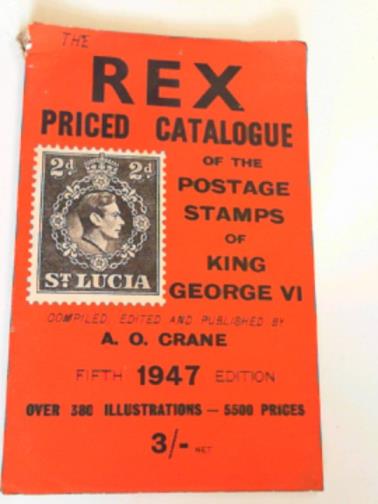 THE
REX
PRICED CATALOGUE
OF THE
POSTAGE
STAMPS
OF
KING
GEORGE VI
2d 2d
ST LUCIA
COMPILED, EDITED AND PUBLISHED BY
A. O. CRANE
FIFTH 1947 EDITION
OVER 380 ILLUSTRATIONS — 5500 PRICES
3/- NET